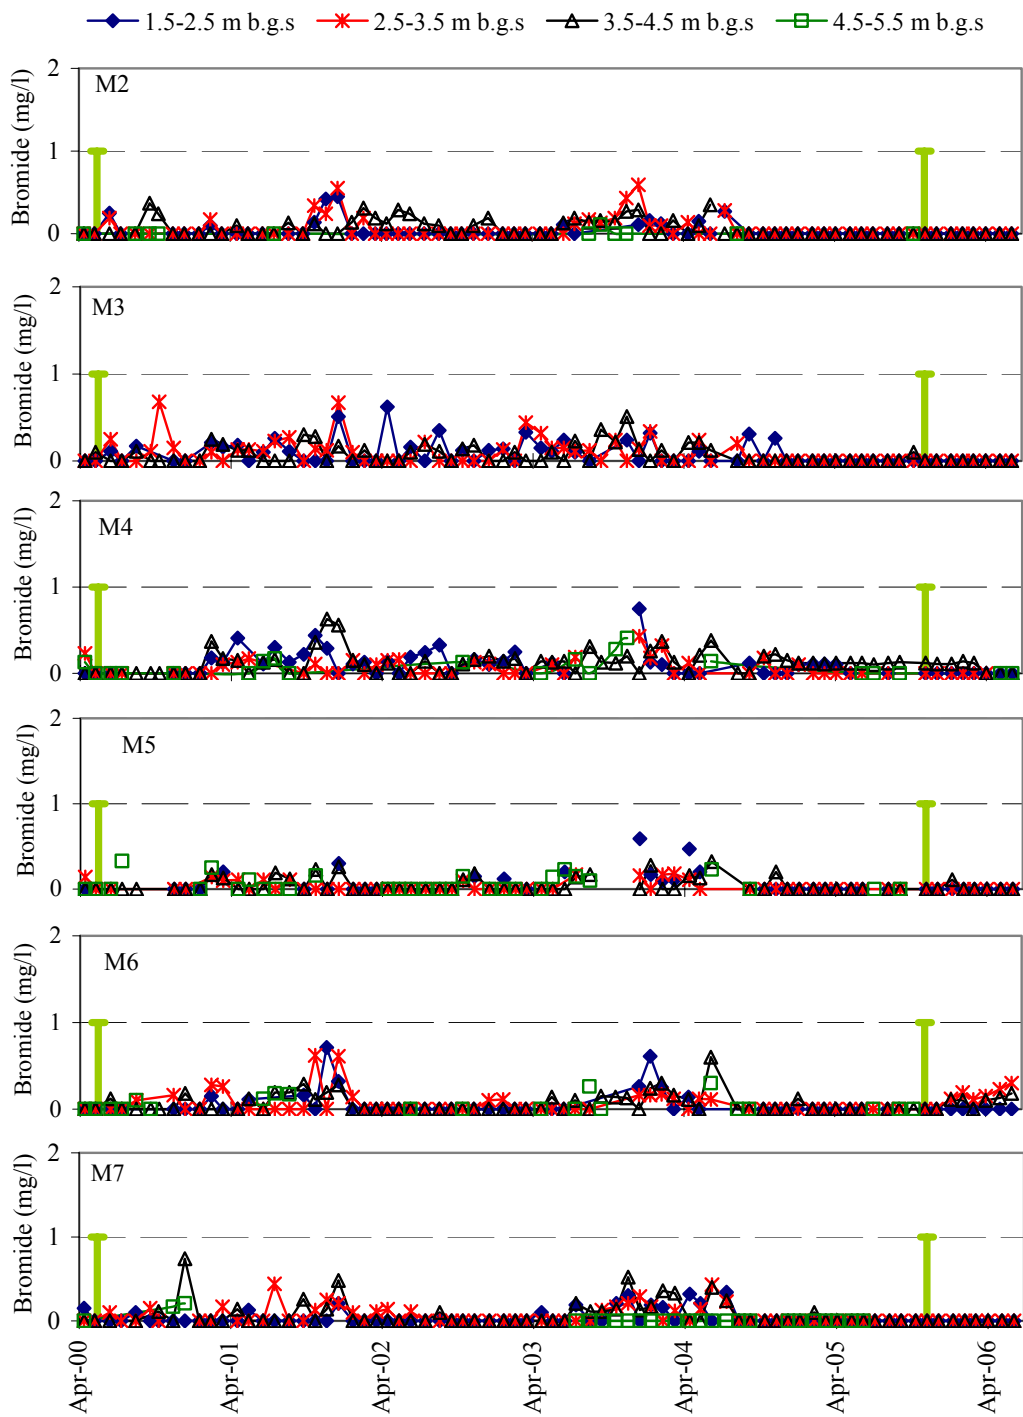 1.5-2.5 m b.g.s 2.5-3.5 m b.g.s 3.5-4.5 m b.g.s 4.5-5.5 m b.g.s
M2
Bromide (mg/l)
2
1
0
M3
Bromide (mg/l)
2
1
0
M4
Bromide (mg/l)
2
1
0
M5
Bromide (mg/l)
2
1
0
M6
Bromide (mg/l)
2
1
0
M7
Bromide (mg/l)
2
1
0
Apr-00 Apr-01 Apr-02 Apr-03 Apr-04 Apr-05 Apr-06